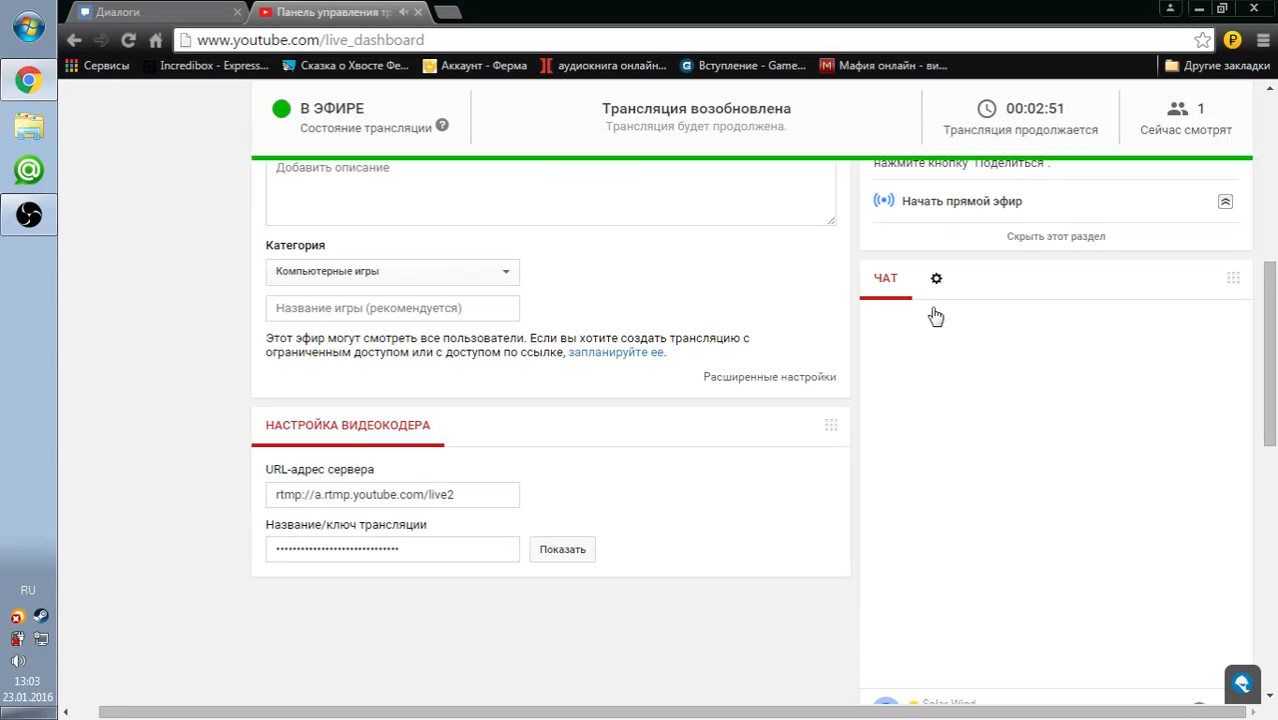 Диалоги
Панель управления тр
www.youtube.com/live_dashboard
Сервисы
Incredibox - Express...
Сказка о Хвосте Фе...
Аккаунт - Ферма
аудиокнига онлайн...
Вступление - Game...
Мафия онлайн - ви...
Другие закладки
В ЭФИРЕ
Состояние трансляции ?
Трансляция возобновлена
Трансляция будет продолжена.
00:02:51
Трансляция продолжается
1
Сейчас смотрят
Добавить описание
нажмите кнопку "Поделиться".
Начать прямой эфир
Скрыть этот раздел
Категория
Компьютерные игры
Название игры (рекомендуется)
Этот эфир могут смотреть все пользователи. Если вы хотите создать трансляцию с
ограниченным доступом или с доступом по ссылке, запланируйте ее.
Расширенные настройки
ЧАТ
НАСТРОЙКА ВИДЕОКОДЕРА
URL-адрес сервера
rtmp://a.rtmp.youtube.com/live2
Название/ключ трансляции
Показать
Solar Wind
RU
13:03
23.01.2016